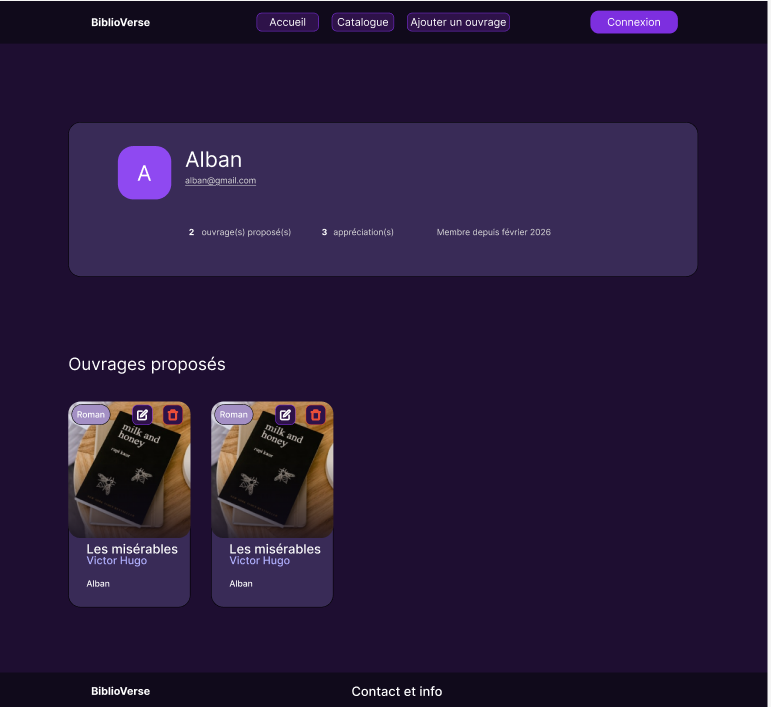 BiblioVerse
Accueil
Catalogue
Ajouter un ouvrage
Connexion
A
Alban
alban@gmail.com
2 ouvrage(s) proposé(s)
3 appréciation(s)
Membre depuis février 2026
Ouvrages proposés
Roman
milk and
honey
rupi kaur
Les misérables
Victor Hugo
Alban
Roman
milk and
honey
rupi kaur
Les misérables
Victor Hugo
Alban
BiblioVerse
Contact et info